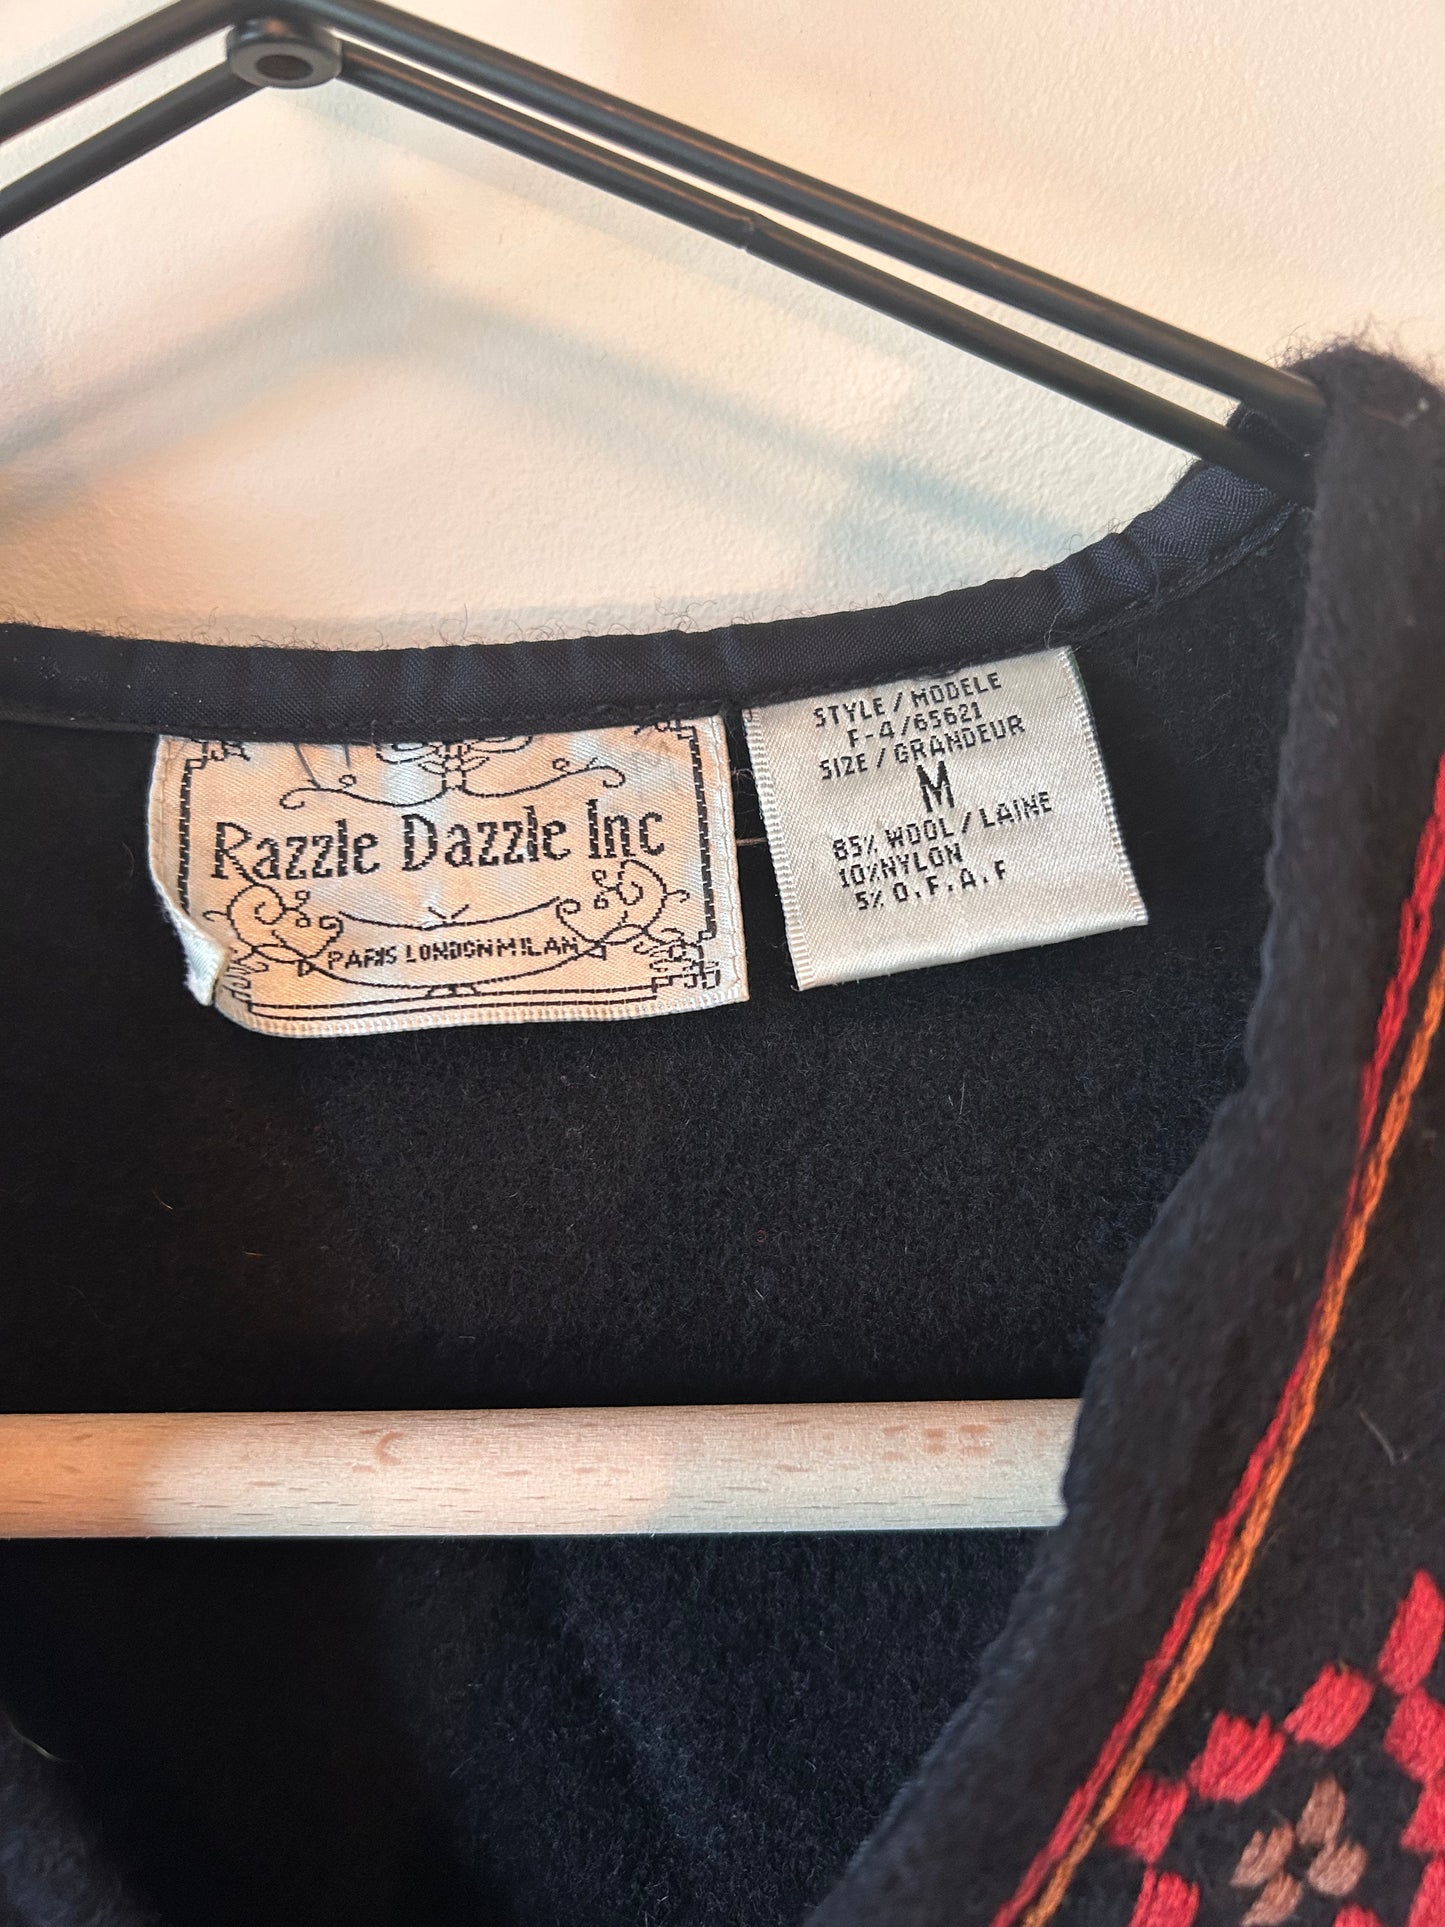 Razzle Dazzle Inc
PARIS LONDON MILAN
STYLE / MODELE
F-4/65621
SIZE / GRANDEUR
M
85% WOOL / LAINE
10% NYLON
5% O.F.A.F